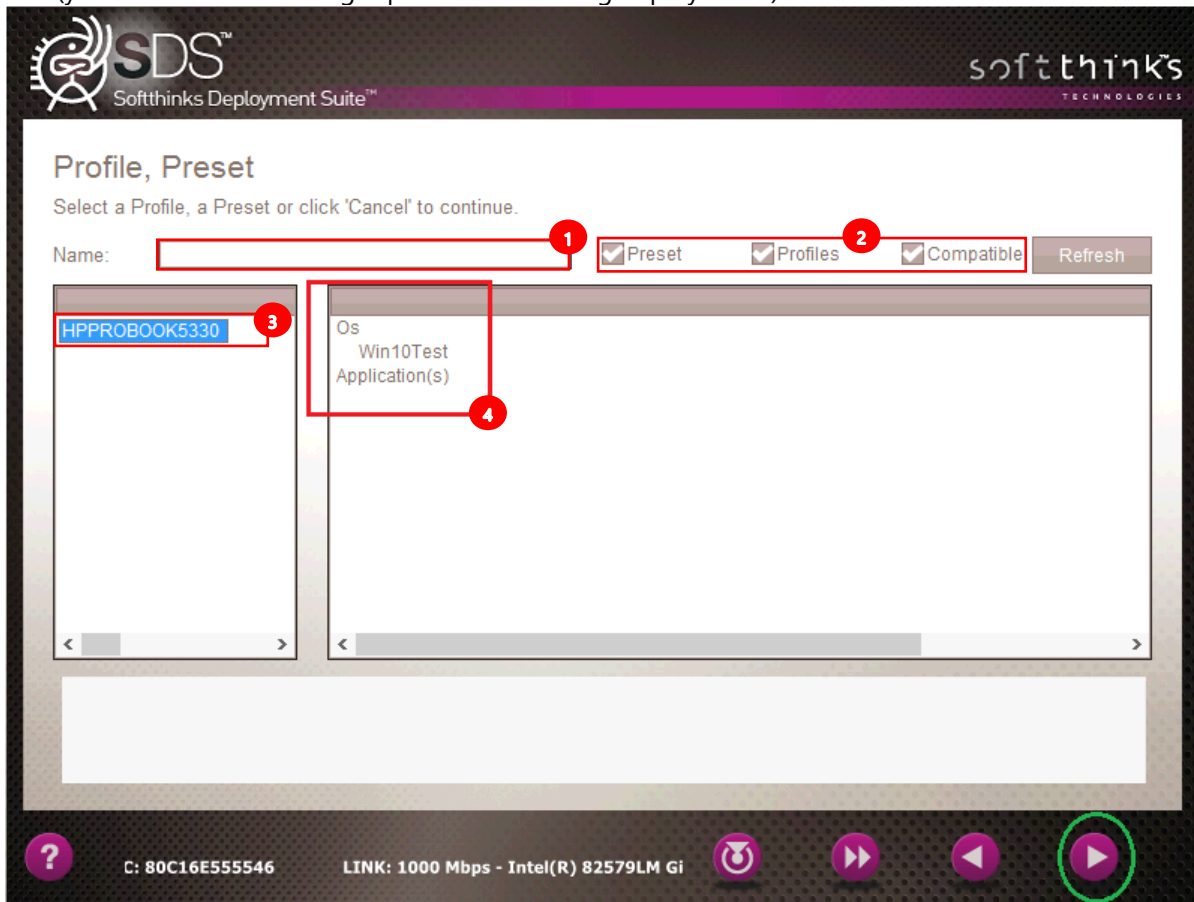 SDS™
Softthinks Deployment Suite™
softthinks
TECHNOLOGIES
Profile, Preset
Select a Profile, a Preset or click 'Cancel' to continue.
Name:
1
Preset
Profiles
2
Compatible
Refresh
HPPROBOOK5330
3
Os
Win10Test
Application(s)
4
?
C: 80C16E555546
LINK: 1000 Mbps - Intel(R) 82579LM Gi